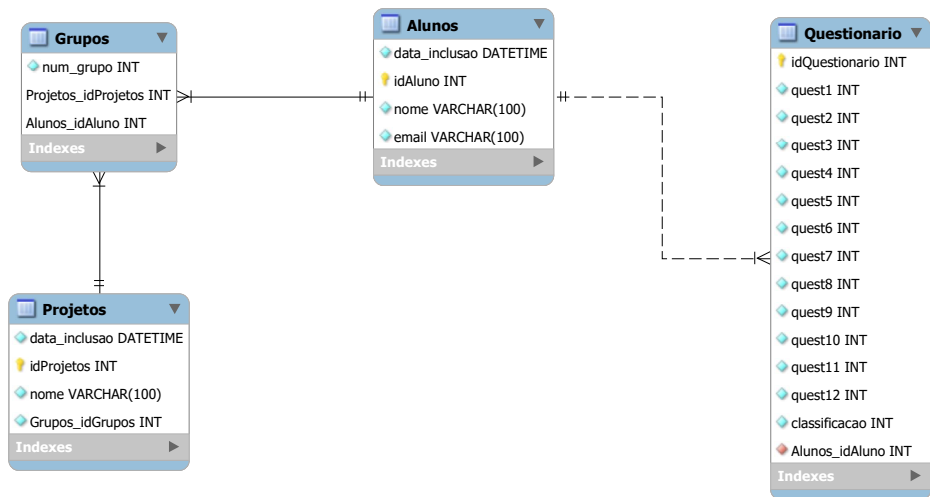 Grupos
num_grupo INT
Projetos_idProjetos INT
Alunos_idAluno INT
Indexes
Alunos
data_inclusao DATETIME
idAluno INT
nome VARCHAR(100)
email VARCHAR(100)
Indexes
Questionario
idQuestionario INT
quest1 INT
quest2 INT
quest3 INT
quest4 INT
quest5 INT
quest6 INT
quest7 INT
quest8 INT
quest9 INT
quest10 INT
quest11 INT
quest12 INT
classificacao INT
Alunos_idAluno INT
Indexes
Projetos
data_inclusao DATETIME
idProjetos INT
nome VARCHAR(100)
Grupos_idGrupos INT
Indexes